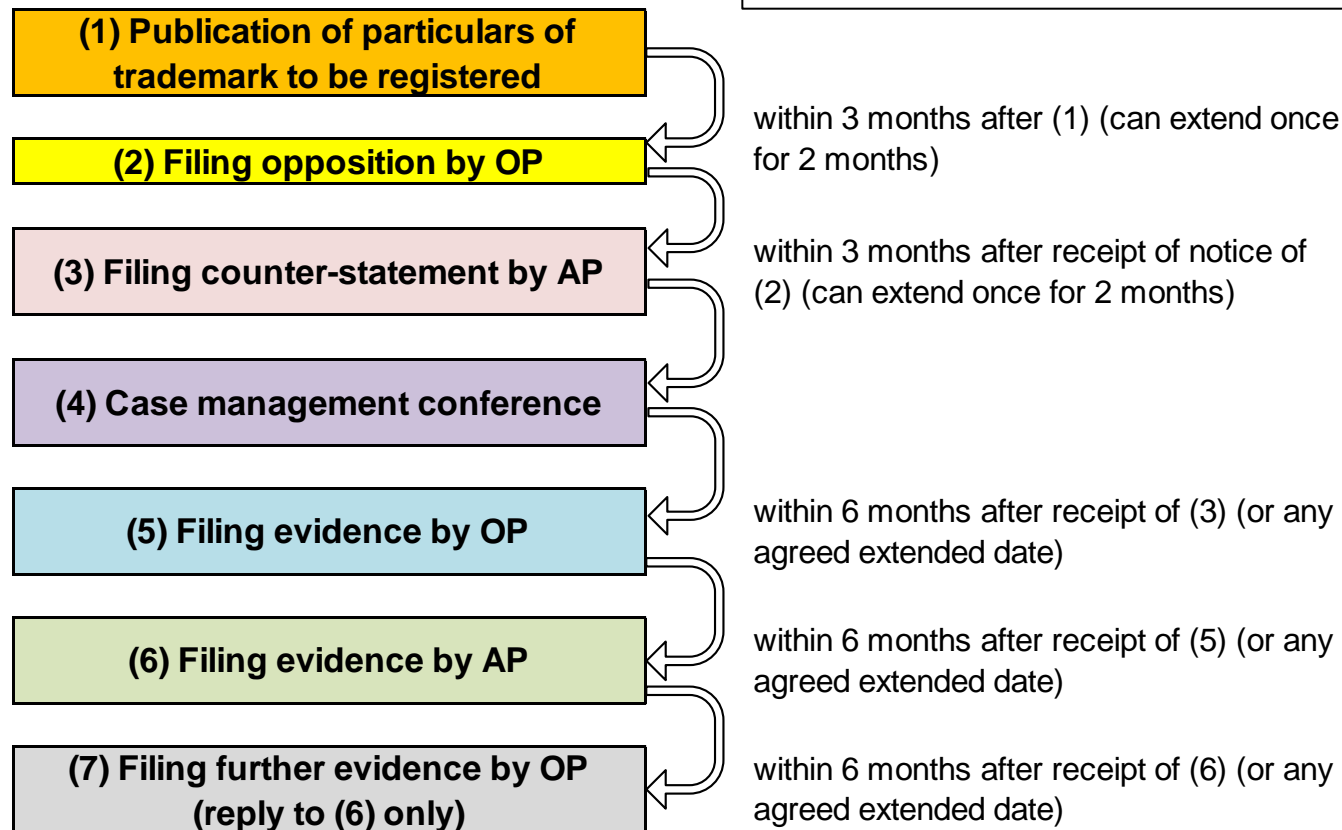 (1) Publication of particulars of
trademark to be registered
within 3 months after (1) (can extend once
for 2 months)
(2) Filing opposition by OP
within 3 months after receipt of notice of
(2) (can extend once for 2 months)
(3) Filing counter-statement by AP
(4) Case management conference
within 6 months after receipt of (3) (or any
agreed extended date)
(5) Filing evidence by OP
within 6 months after receipt of (5) (or any
agreed extended date)
(6) Filing evidence by AP
within 6 months after receipt of (6) (or any
agreed extended date)
(7) Filing further evidence by OP
(reply to (6) only)